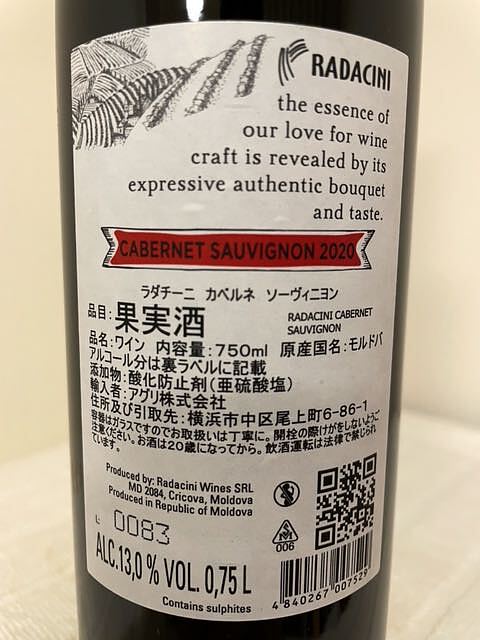 RADACINI
the essence of
our love for wine
craft is revealed by its
expressive authentic bouquet
and taste.
CABERNET SAUVIGNON 2020
ラダチーニ カベルネ ソーヴィニヨン
品目:果実酒 RADACINI CABERNET
SAUVIGNON
品名:ワイン 内容量:750ml 原産国名:モルドバ
アルコール分は裏ラベルに記載
添加物:酸化防止剤(亜硫酸塩)
輸入者:アグリ株式会社
住所及び引取先:横浜市中区尾上町6-86-1
容器はガラスですのでお取扱いは丁寧に。開栓の際けがをしないようご
注意ください。お酒は20歳になってから。飲酒運転は法律で禁じられ
ています。
Produced by: Radacini Wines SRL
MD 2084, Cricova, Moldova
Produced in Republic of Moldova
L: 0083
SM
006
ALC.13,0 % VOL. 0,75 L
Contains sulphites
4 840267 007529